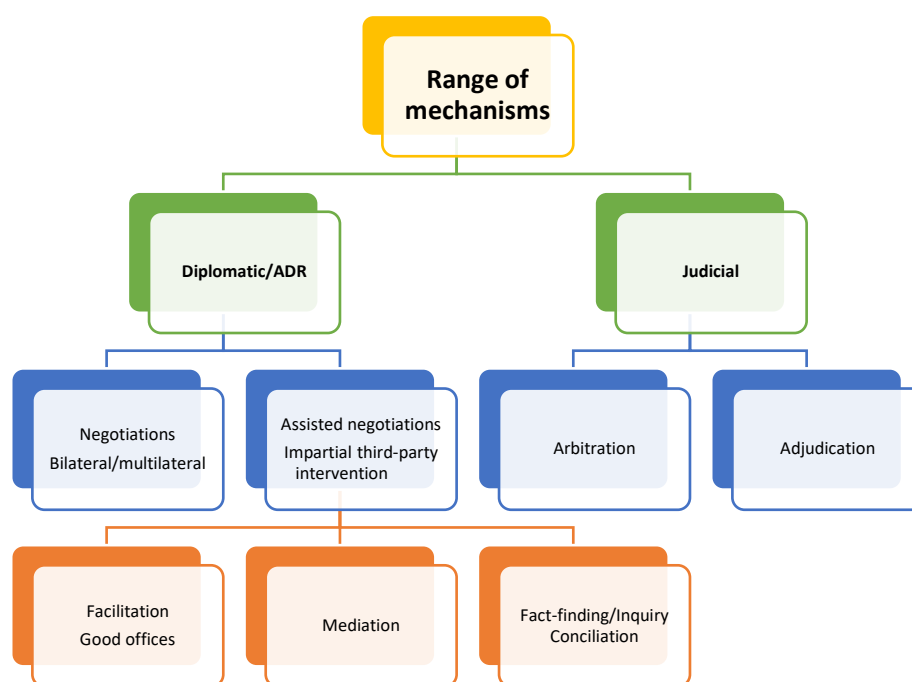 Range of
mechanisms
Diplomatic/ADR
Judicial
Negotiations
Bilateral/multilateral
Assisted negotiations
Impartial third-party
intervention
Arbitration
Adjudication
Facilitation
Good offices
Mediation
Fact-finding/Inquiry
Conciliation